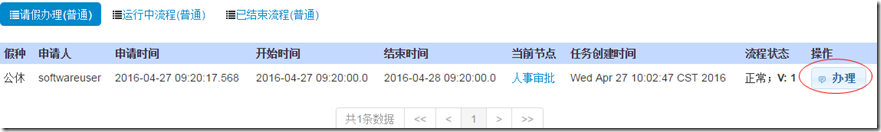 请假办理(普通) 运行中流程(普通) 已结束流程(普通)
假种 申请人 申请时间 开始时间 结束时间 当前节点 任务创建时间 流程状态 操作
公休 softwareuser 2016-04-27 09:20:17.568 2016-04-27 09:20:00.0 2016-04-28 09:20:00.0 人事审批 Wed Apr 27 10:02:47 CST 2016 正常；V: 1 办理
共1条数据 << < 1 > >>